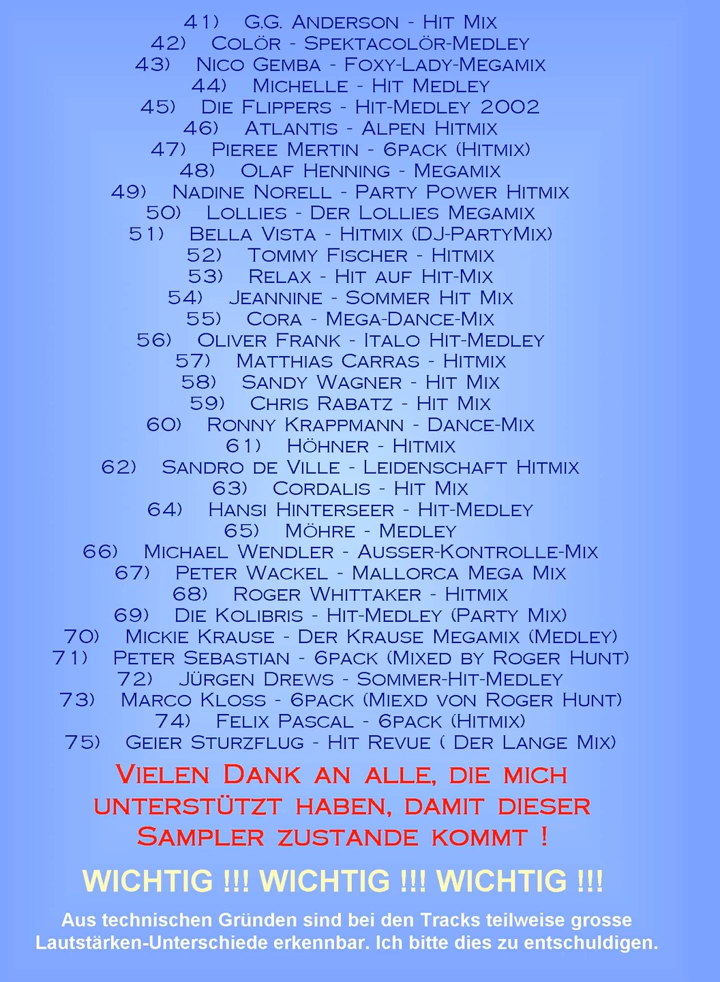 41) G.G. Anderson - Hit Mix
42) Colör - Spektacolör-Medley
43) Nico Gemba - Foxy-Lady-Megamix
44) Michelle - Hit Medley
45) Die Flippers - Hit-Medley 2002
46) Atlantis - Alpen Hitmix
47) Pieree Mertin - 6pack (Hitmix)
48) Olaf Henning - Megamix
49) Nadine Norell - Party Power Hitmix
50) Lollies - Der Lollies Megamix
51) Bella Vista - Hitmix (DJ-PartyMix)
52) Tommy Fischer - Hitmix
53) Relax - Hit auf Hit-Mix
54) Jeannine - Sommer Hit Mix
55) Cora - Mega-Dance-Mix
56) Oliver Frank - Italo Hit-Medley
57) Matthias Carras - Hitmix
58) Sandy Wagner - Hit Mix
59) Chris Rabatz - Hit Mix
60) Ronny Krappmann - Dance-Mix
61) Höhner - Hitmix
62) Sandro de Ville - Leidenschaft Hitmix
63) Cordalis - Hit Mix
64) Hansi Hinterseer - Hit-Medley
65) Möhre - Medley
66) Michael Wendler - Ausser-Kontrolle-Mix
67) Peter Wackel - Mallorca Mega Mix
68) Roger Whittaker - Hitmix
69) Die Kolibris - Hit-Medley (Party Mix)
70) Mickie Krause - Der Krause Megamix (Medley)
71) Peter Sebastian - 6pack (Mixed by Roger Hunt)
72) Jürgen Drews - Sommer-Hit-Medley
73) Marco Kloss - 6pack (Miexd von Roger Hunt)
74) Felix Pascal - 6pack (Hitmix)
75) Geier Sturzflug - Hit Revue ( Der Lange Mix)
Vielen Dank an alle, die mich
unterstützt haben, damit dieser
Sampler zustande kommt !
WICHTIG !!! WICHTIG !!! WICHTIG !!!
Aus technischen Gründen sind bei den Tracks teilweise grosse
Lautstärken-Unterschiede erkennbar. Ich bitte dies zu entschuldigen.